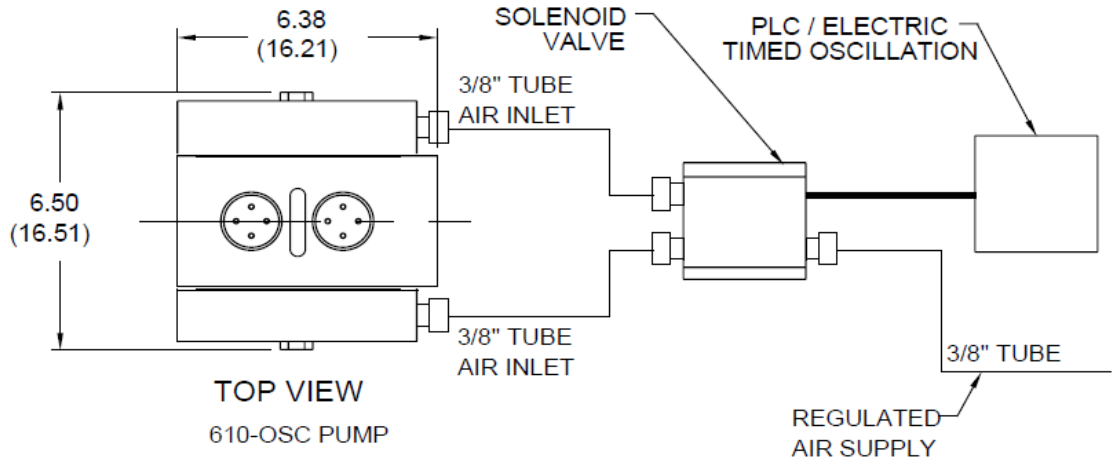 6.38
(16.21)
SOLENOID
VALVE
PLC / ELECTRIC
TIMED OSCILLATION
3/8" TUBE
AIR INLET
6.50
(16.51)
3/8" TUBE
AIR INLET
3/8" TUBE
TOP VIEW
610-OSC PUMP
REGULATED
AIR SUPPLY